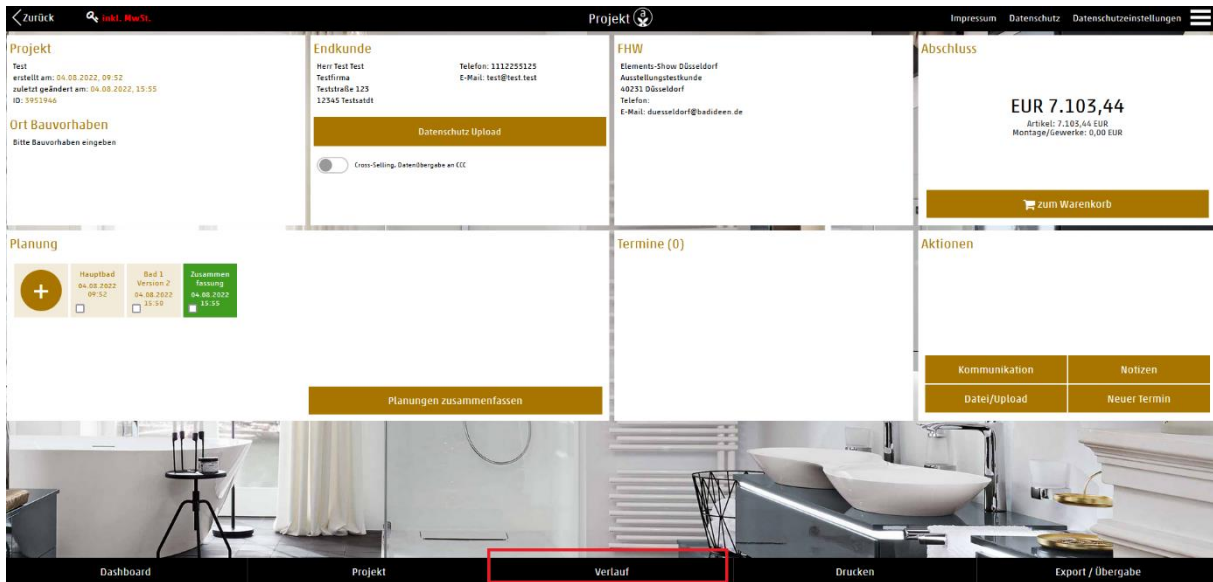 Zurück
inkl. MwSt.
Projekt
Impressum Datenschutz Datenschutzeinstellungen
Projekt
Test
erstellt am: 04.08.2022, 09:52
zuletzt geändert am: 04.08.2022, 15:55
ID: 3951946
Ort Bauvorhaben
Bitte Bauvorhaben eingeben
Endkunde
Herr Test Test
Testfirma
Teststraße 123
12345 Testsatdt
Telefon: 1112255125
E-Mail: test@test.test
Datenschutz Upload
Cross-Selling, Datenübergabe an CCC
FHW
Elements-Show Düsseldorf
Ausstellungstestkunde
40231 Düsseldorf
Telefon:
E-Mail: duesseldorf@badideen.de
Abschluss
EUR 7.103,44
Artikel: 7.103,44 EUR
Montage/Gewerke: 0,00 EUR
zum Warenkorb
Planung
+
Hauptbad
04.08.2022
09:52
Bad 1
Version 2
04.08.2022
15:50
Zusammen
fassung
04.08.2022
15:55
Planungen zusammenfassen
Termine (0)
Aktionen
Kommunikation
Notizen
Datei/Upload
Neuer Termin
Dashboard
Projekt
Verlauf
Drucken
Export / Übergabe